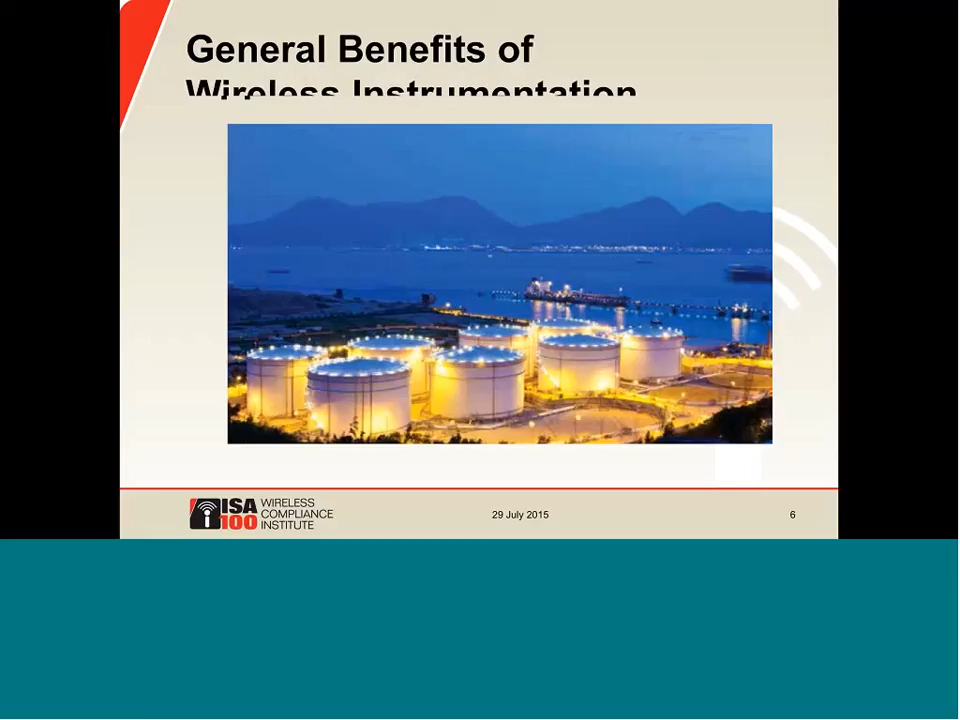 General Benefits of
Wireless Instrumentation
ISA
100
WIRELESS
COMPLIANCE
INSTITUTE
29 July 2015
6